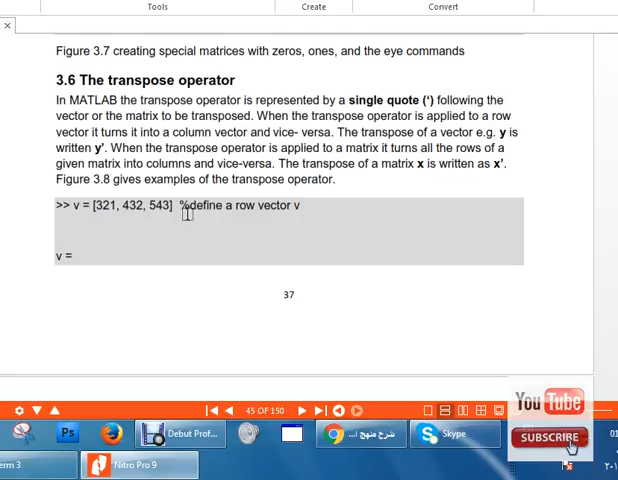 Tools
Create
Convert
Figure 3.7 creating special matrices with zeros, ones, and the eye commands
3.6 The transpose operator
In MATLAB the transpose operator is represented by a single quote (‘) following the
vector or the matrix to be transposed. When the transpose operator is applied to a row
vector it turns it into a column vector and vice- versa. The transpose of a vector e.g. y is
written y’. When the transpose operator is applied to a matrix it turns all the rows of a
given matrix into columns and vice-versa. The transpose of a matrix x is written as x’.
Figure 3.8 gives examples of the transpose operator.
>> v = [321, 432, 543] %define a row vector v
v =
37
45 OF 150
You Tube
SUBSCRIBE
Ps
Debut Prof...
شرح منهج ا...
Skype
01
erm 3
Nitro Pro 9